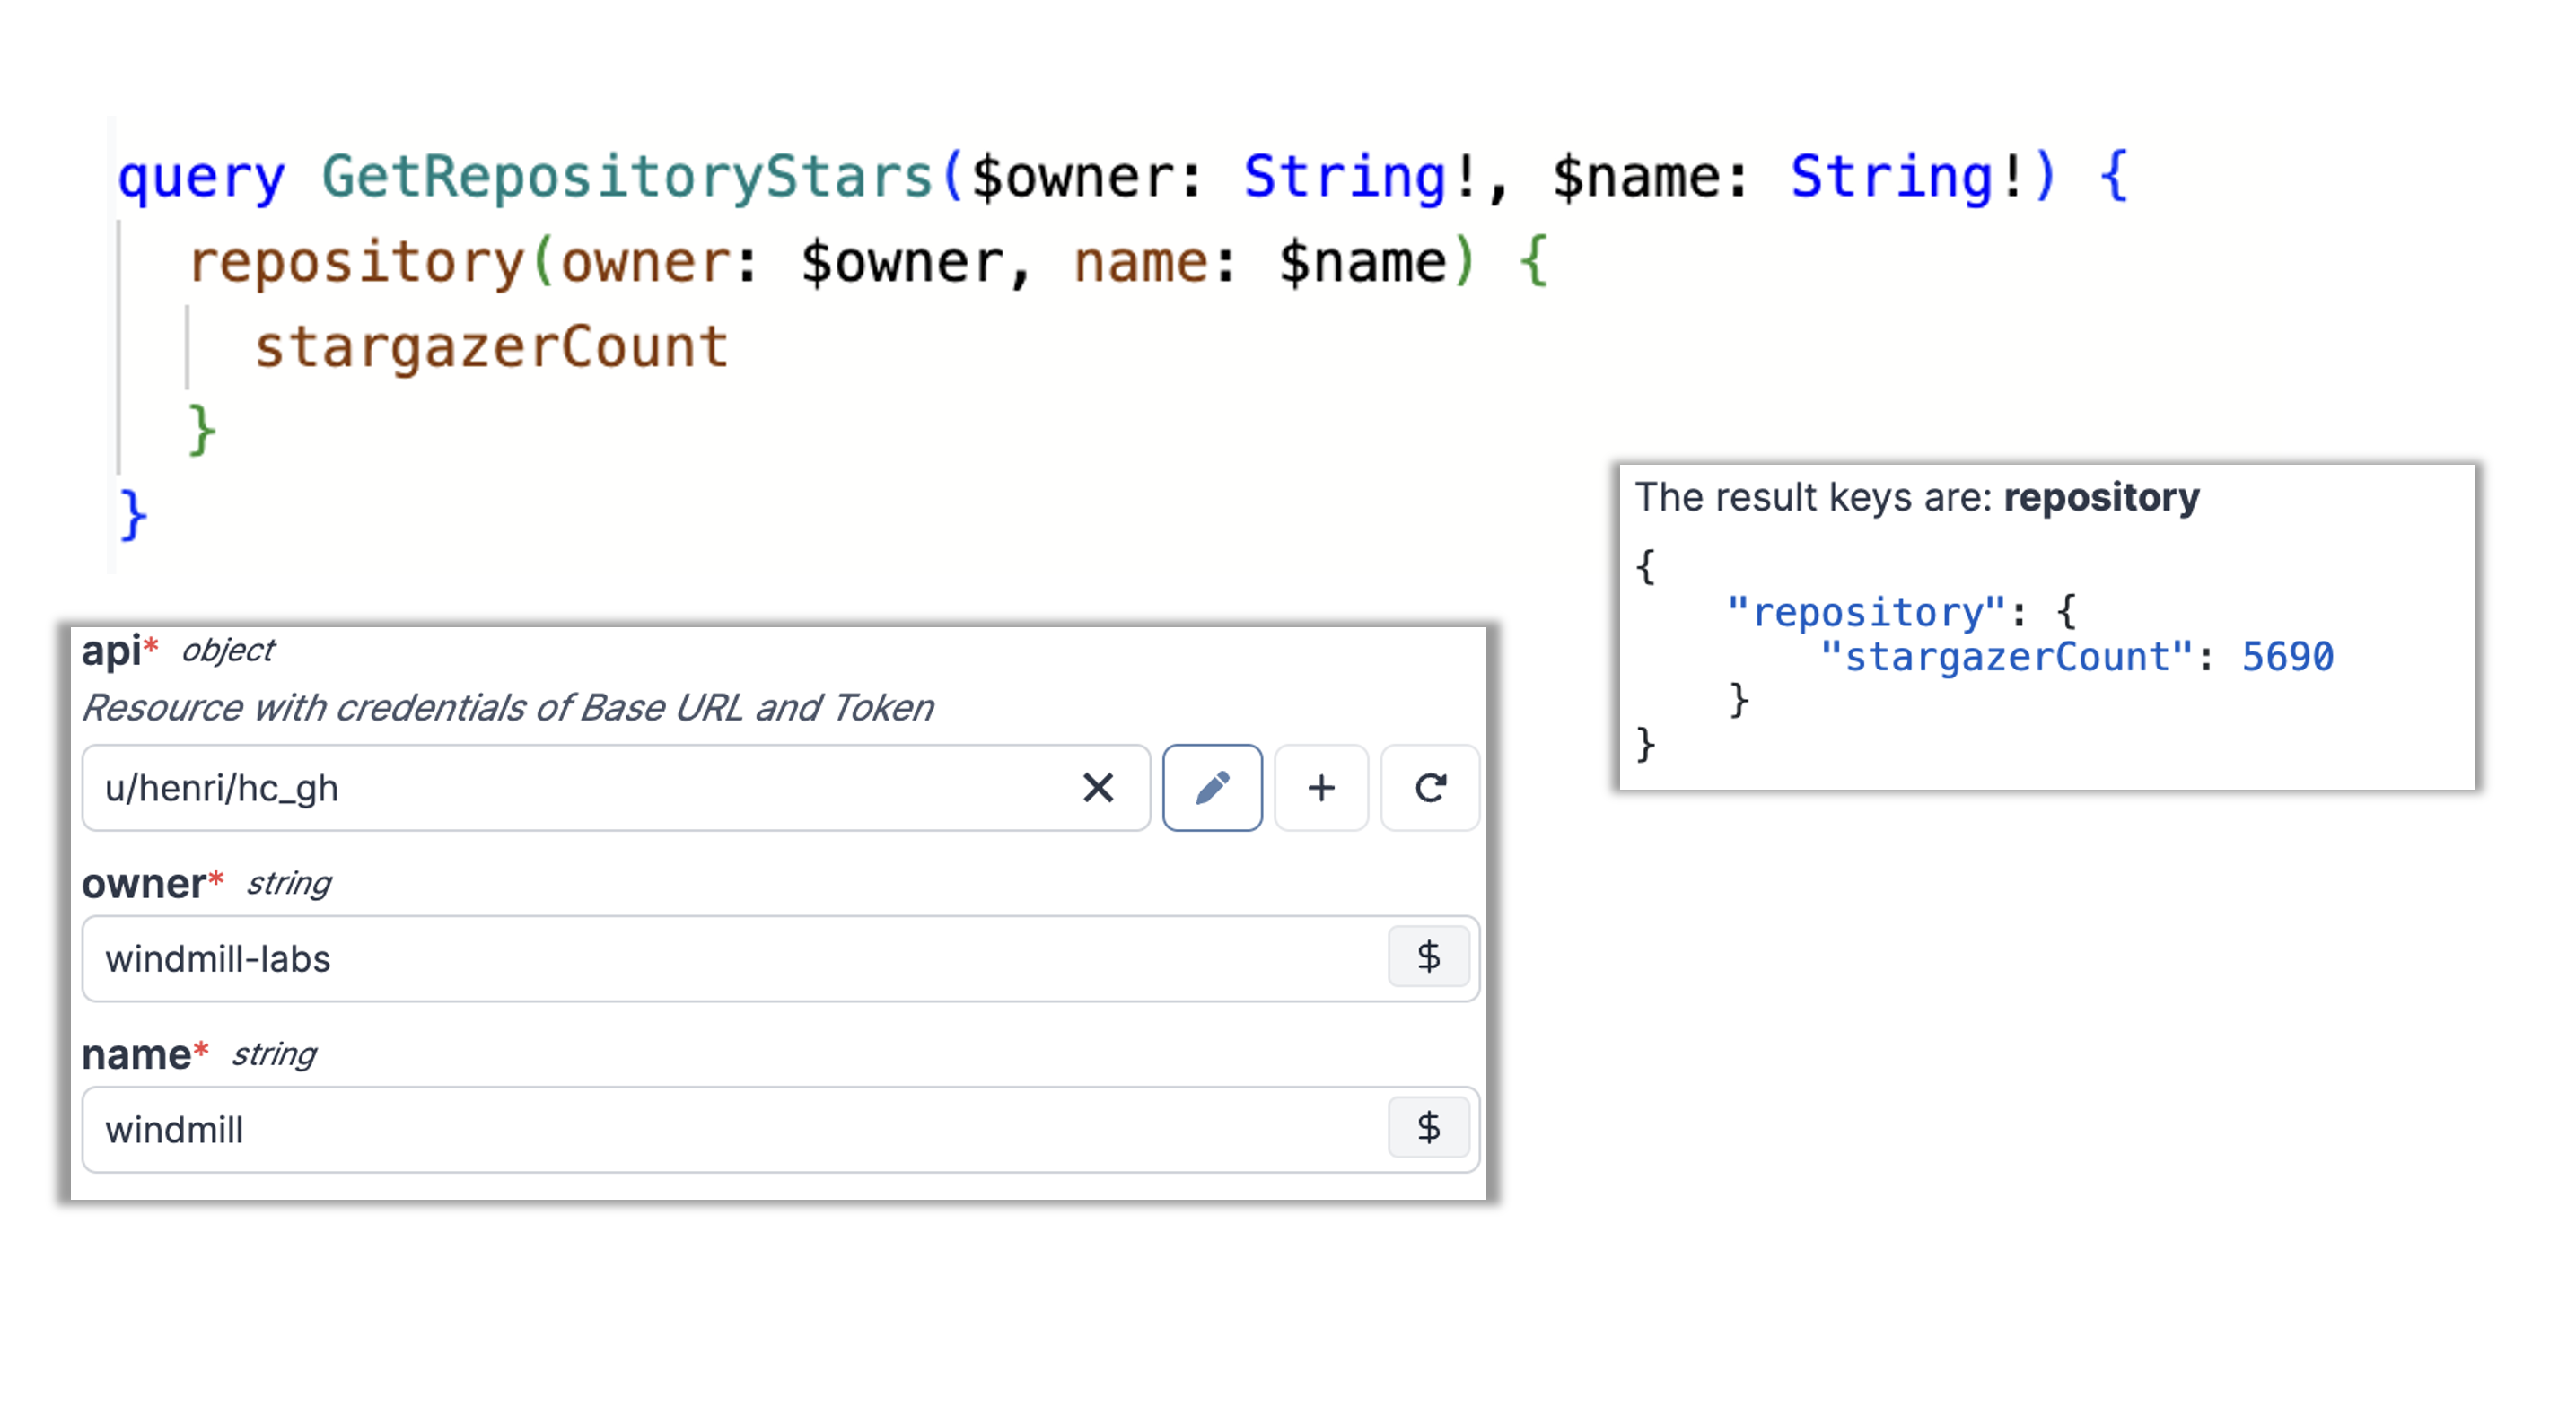 query GetRepositoryStars($owner: String!, $name: String!) {
repository(owner: $owner, name: $name) {
stargazerCount
}
}
The result keys are: repository
{
"repository": {
"stargazerCount": 5690
}
}
api* object
Resource with credentials of Base URL and Token
u/henri/hc_gh
owner* string
windmill-labs $
name* string
windmill $